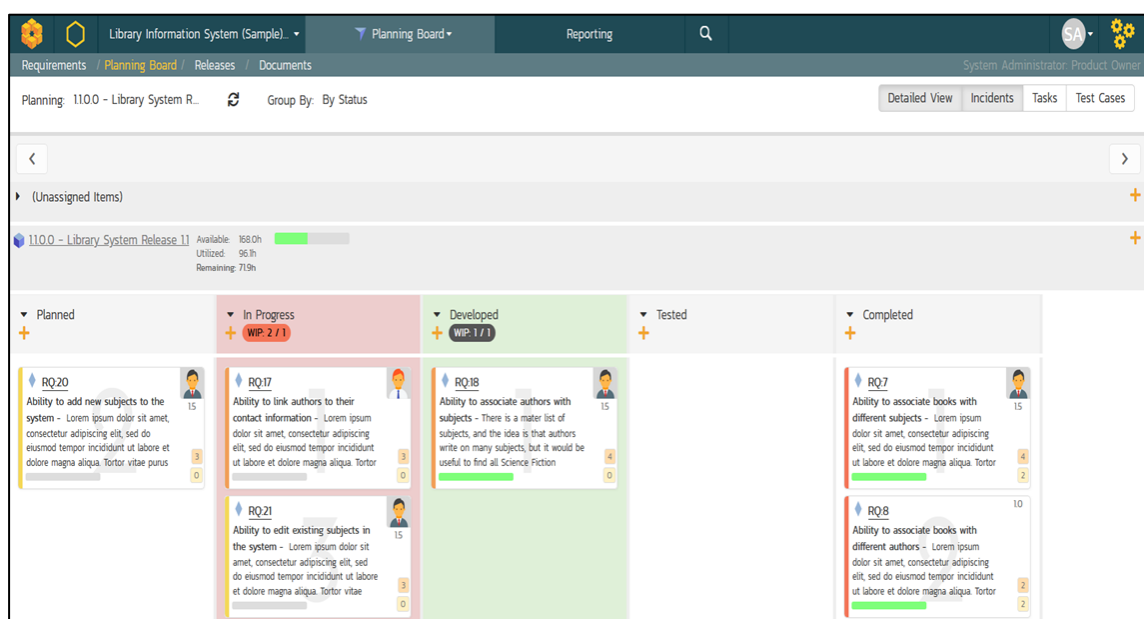 Library Information System (Sample)... Planning Board Reporting SA
Requirements / Planning Board / Releases / Documents System Administrator: Product Owner
Planning: 1.1.0.0 - Library System R... Group By: By Status Detailed View Incidents Tasks Test Cases
(Unassigned Items)
1.1.0.0 - Library System Release 1.1 Available: 168.0h
Utilized: 96.1h
Remaining: 71.9h
Planned In Progress Developed Tested Completed
WIP: 2 / 1 WIP: 1 / 1
RQ:20
Ability to add new subjects to the
system - Lorem ipsum dolor sit amet,
consectetur adipiscing elit, sed do
eiusmod tempor incididunt ut labore et
dolore magna aliqua. Tortor vitae purus
2
1.5
3
0
RQ:17
Ability to link authors to their
contact information - Lorem ipsum
dolor sit amet, consectetur adipiscing
elit, sed do eiusmod tempor incididunt
ut labore et dolore magna aliqua. Tortor
1
3
0
RQ:21
Ability to edit existing subjects in
the system - Lorem ipsum dolor sit
amet, consectetur adipiscing elit, sed
do eiusmod tempor incididunt ut labore
et dolore magna aliqua. Tortor vitae
3
1.5
3
0
RQ:18
Ability to associate authors with
subjects - There is a mater list of
subjects, and the idea is that authors
write on many subjects, but it would be
useful to find all Science Fiction
1
1.5
4
0
RQ:7
Ability to associate books with
different subjects - Lorem ipsum
dolor sit amet, consectetur adipiscing
elit, sed do eiusmod tempor incididunt
ut labore et dolore magna aliqua. Tortor
1
1.5
4
2
RQ:8
Ability to associate books with
different authors - Lorem ipsum
dolor sit amet, consectetur adipiscing
elit, sed do eiusmod tempor incididunt
ut labore et dolore magna aliqua. Tortor
2
1.0
2
2